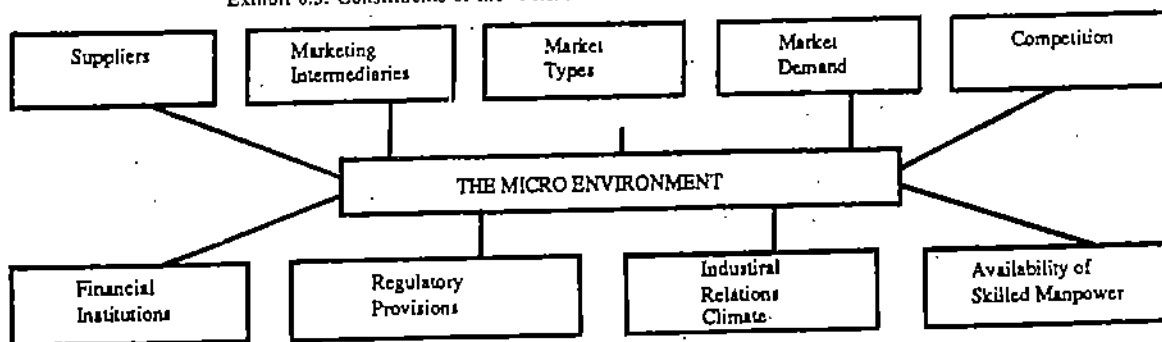 Suppliers
Marketing
Intermediaries
Market
Types
Market
Demand
Competition
THE MICRO ENVIRONMENT
Financial
Institutions
Regulatory
Provisions
Industiral
Relations
Climate
Availability of
Skilled Manpower